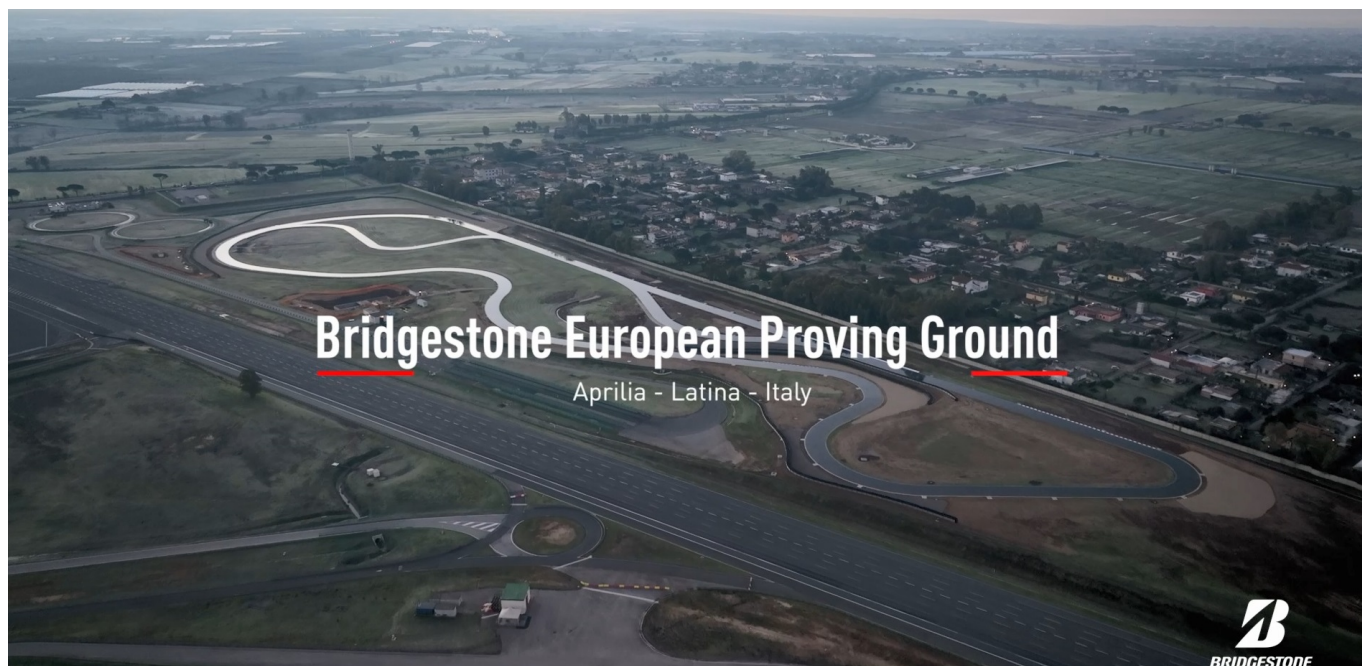 Bridgestone European Proving Ground
Aprilia - Latina - Italy
BRIDGESTONE